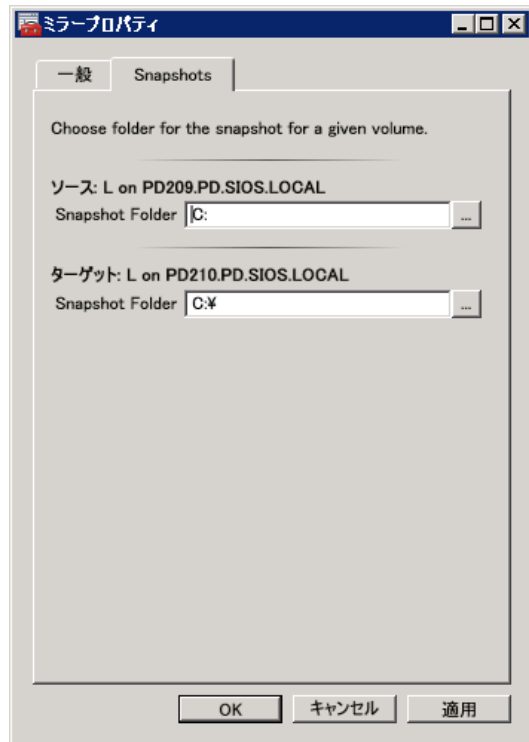 ミラープロパティ
一般 Snapshots
Choose folder for the snapshot for a given volume.
ソース: L on PD209.PD.SIOS.LOCAL
Snapshot Folder C:
...
ターゲット: L on PD210.PD.SIOS.LOCAL
Snapshot Folder C:¥
...
OK キャンセル 適用